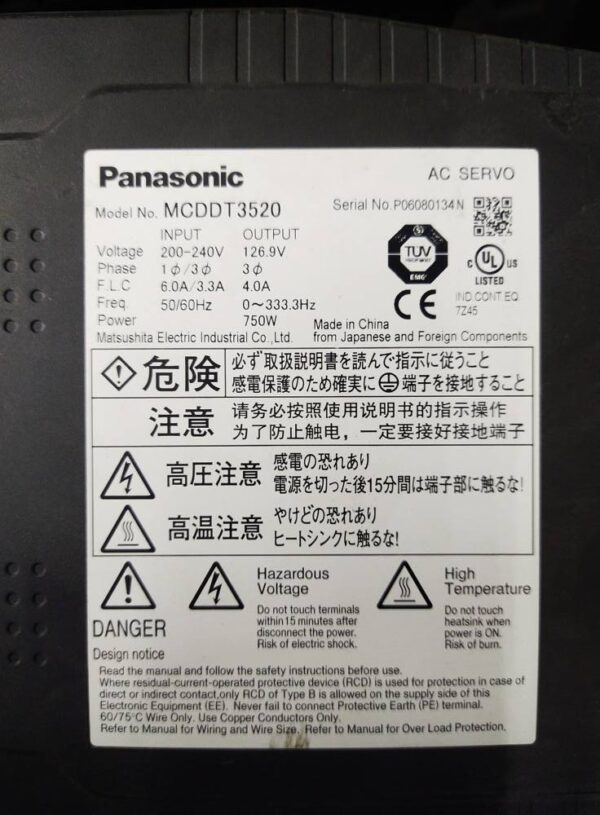 Panasonic AC SERVO
Model No. MCDDT3520 Serial No. P06080134N
INPUT OUTPUT
Voltage 200-240V 126.9V
Phase 1ϕ/3ϕ 3ϕ
F.L.C 6.0A/3.3A 4.0A
Freq. 50/60Hz 0~333.3Hz
Power 750W
Matsushita Electric Industrial Co.,Ltd.
TÜV
EMC
C UL US
LISTED
IND.CONT.EQ.
7Z45
CE
Made in China
from Japanese and Foreign Components
危険 必ず取扱説明書を読んで指示に従うこと
感電保護のため確実に端子を接地すること
注意 请务必按照使用说明书的指示操作
为了防止触电，一定要接好接地端子
高圧注意 感電の恐れあり
電源を切った後15分間は端子部に触るな!
高温注意 やけどの恐れあり
ヒートシンクに触るな!
DANGER
Hazardous
Voltage
Do not touch terminals
within 15 minutes after
disconnect the power.
Risk of electric shock.
High
Temperature
Do not touch
heatsink when
power is ON.
Risk of burn.
Design notice
Read the manual and follow the safety instructions before use.
Where residual-current-operated protective device (RCD) is used for protection in case of
direct or indirect contact,only RCD of Type B is allowed on the supply side of this
Electronic Equipment (EE). Never fail to connect Protective Earth (PE) terminal.
60/75°C Wire Only. Use Copper Conductors Only.
Refer to Manual for Wiring and Wire Size. Refer to Manual for Over Load Protection.